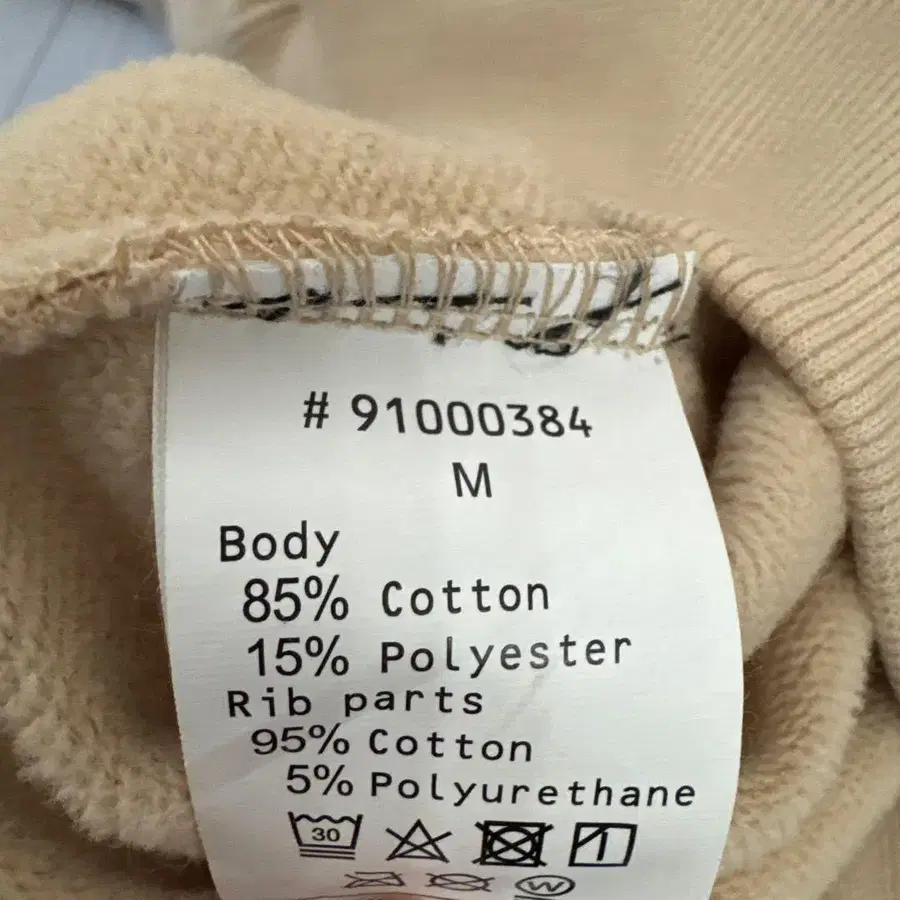 # 91000384
M
Body
85% Cotton
15% Polyester
Rib parts
95% Cotton
5% Polyurethane
30
W